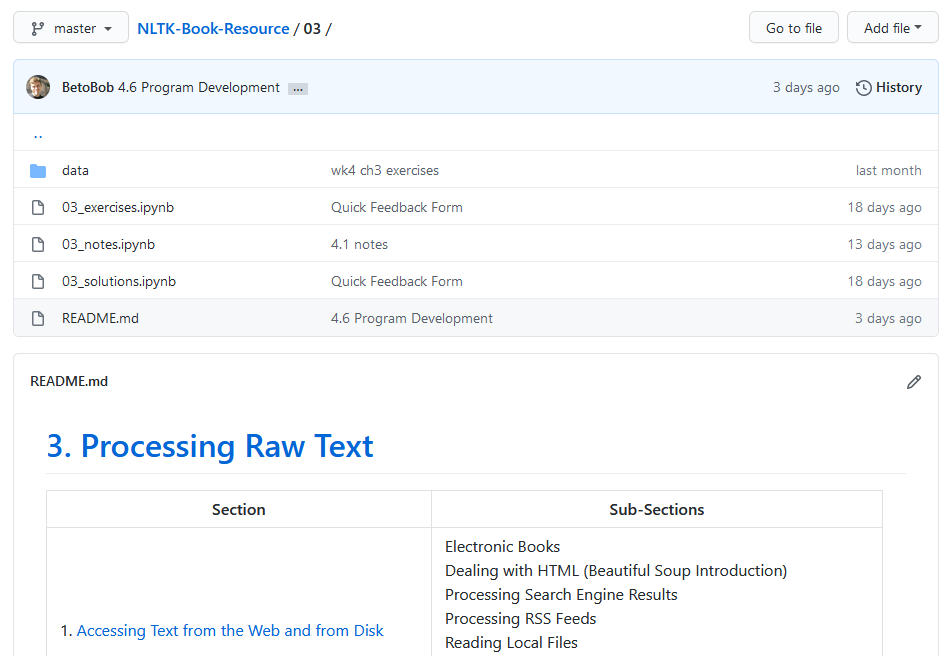 master NLTK-Book-Resource / 03 / Go to file Add file
BetoBob 4.6 Program Development ... 3 days ago History
..
data wk4 ch3 exercises last month
03_exercises.ipynb Quick Feedback Form 18 days ago
03_notes.ipynb 4.1 notes 13 days ago
03_solutions.ipynb Quick Feedback Form 18 days ago
README.md 4.6 Program Development 3 days ago
README.md
3. Processing Raw Text
Section Sub-Sections
Electronic Books
Dealing with HTML (Beautiful Soup Introduction)
Processing Search Engine Results
Processing RSS Feeds
1. Accessing Text from the Web and from Disk
Reading Local Files